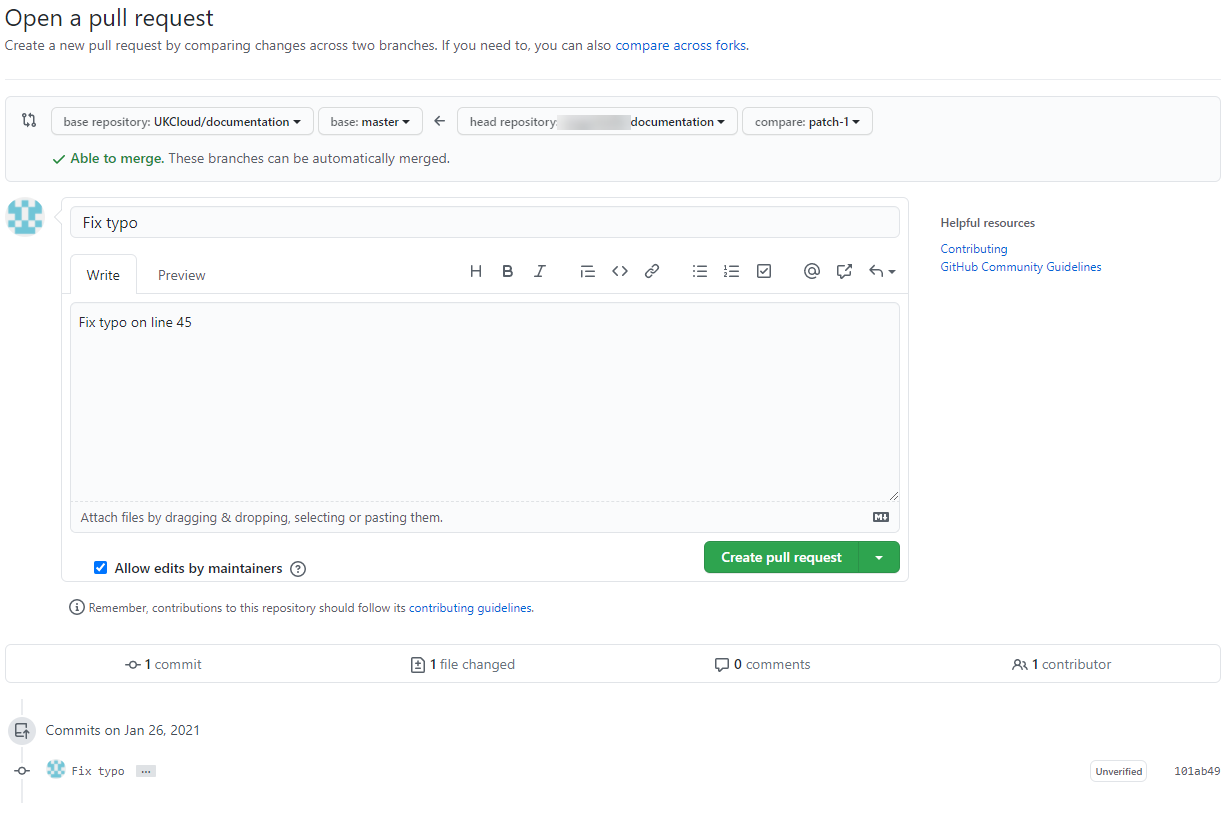 Open a pull request
Create a new pull request by comparing changes across two branches. If you need to, you can also compare across forks.
base repository: UKCloud/documentation base: master head repository: documentation compare: patch-1
Able to merge. These branches can be automatically merged.
Fix typo
Helpful resources
Contributing
GitHub Community Guidelines
Write Preview
Fix typo on line 45
Attach files by dragging & dropping, selecting or pasting them.
Allow edits by maintainers
Create pull request
Remember, contributions to this repository should follow its contributing guidelines.
1 commit 1 file changed 0 comments 1 contributor
Commits on Jan 26, 2021
Fix typo ... Unverified 101ab49